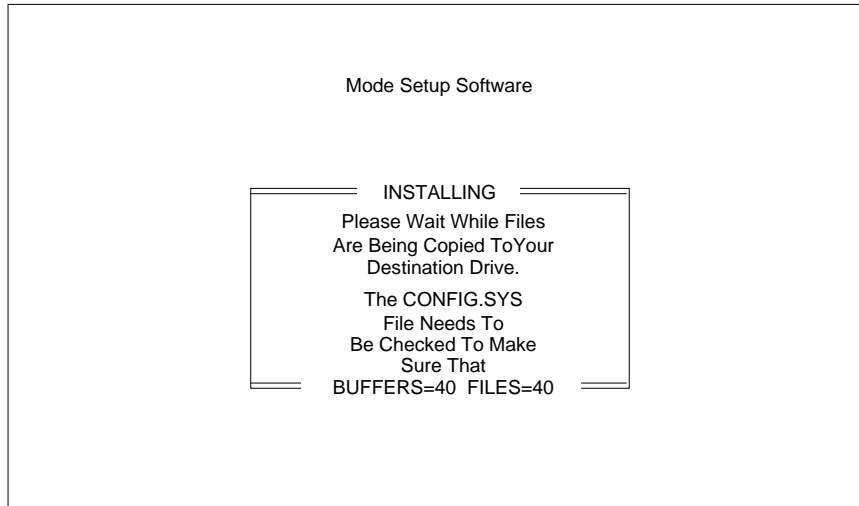 Mode Setup Software
INSTALLING
Please Wait While Files
Are Being Copied ToYour
Destination Drive.
The CONFIG.SYS
File Needs To
Be Checked To Make
Sure That
BUFFERS=40 FILES=40